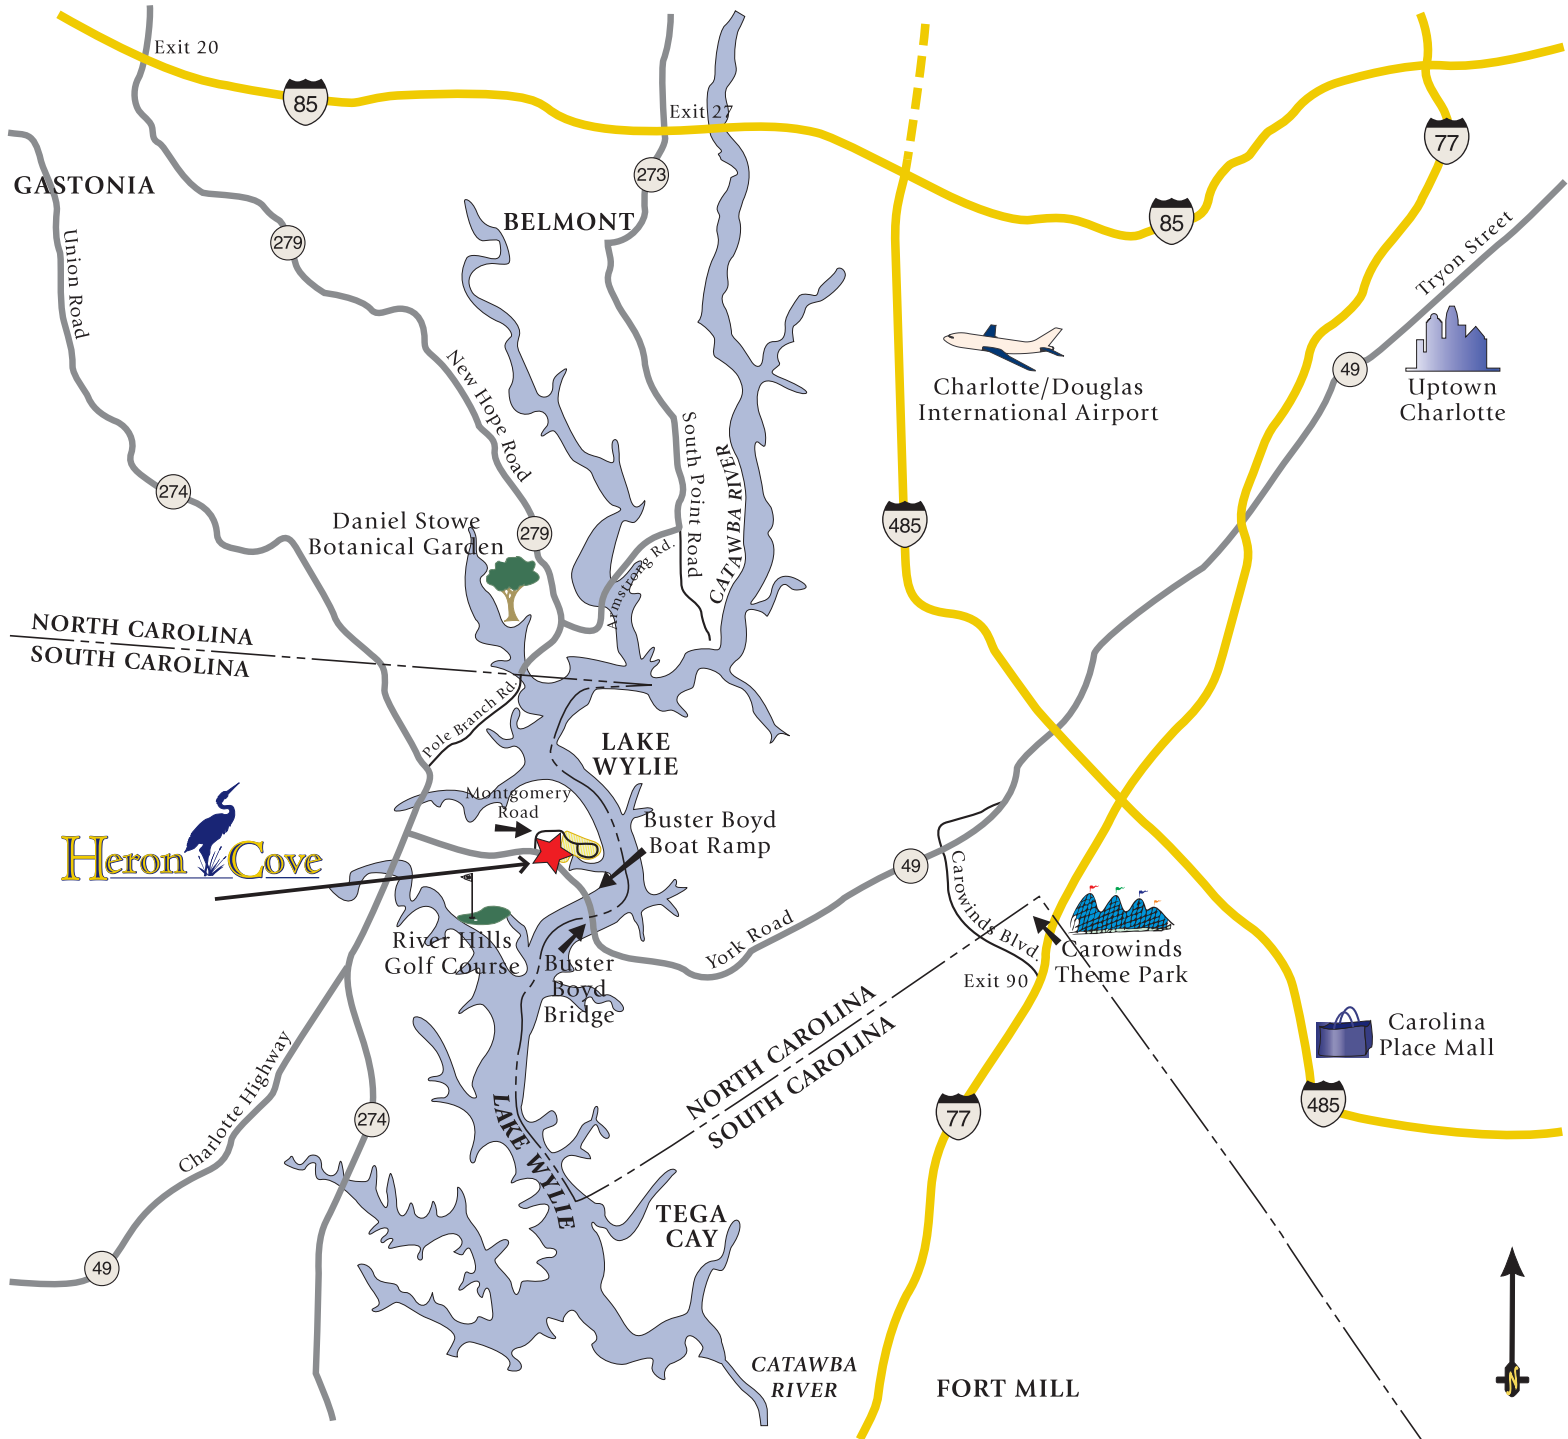 Exit 20
85
Exit 27
77
273
GASTONIA
BELMONT
85
279
Union Road
Tryon Street
49
Uptown
Charlotte
Charlotte/Douglas
International Airport
New Hope Road
South Point Road
CATAWBA RIVER
274
485
Daniel Stowe
Botanical Garden
279
Armstrong Rd.
NORTH CAROLINA
SOUTH CAROLINA
Pole Branch Rd.
LAKE
WYLIE
Montgomery
Road
Buster Boyd
Boat Ramp
Heron Cove
49
Carowinds Blvd.
River Hills
Golf Course
Buster
Boyd
Bridge
York Road
Carowinds
Theme Park
Exit 90
NORTH CAROLINA
SOUTH CAROLINA
Carolina
Place Mall
Charlotte Highway
274
77
485
LAKE WYLIE
TEGA
CAY
49
CATAWBA
RIVER
FORT MILL
N